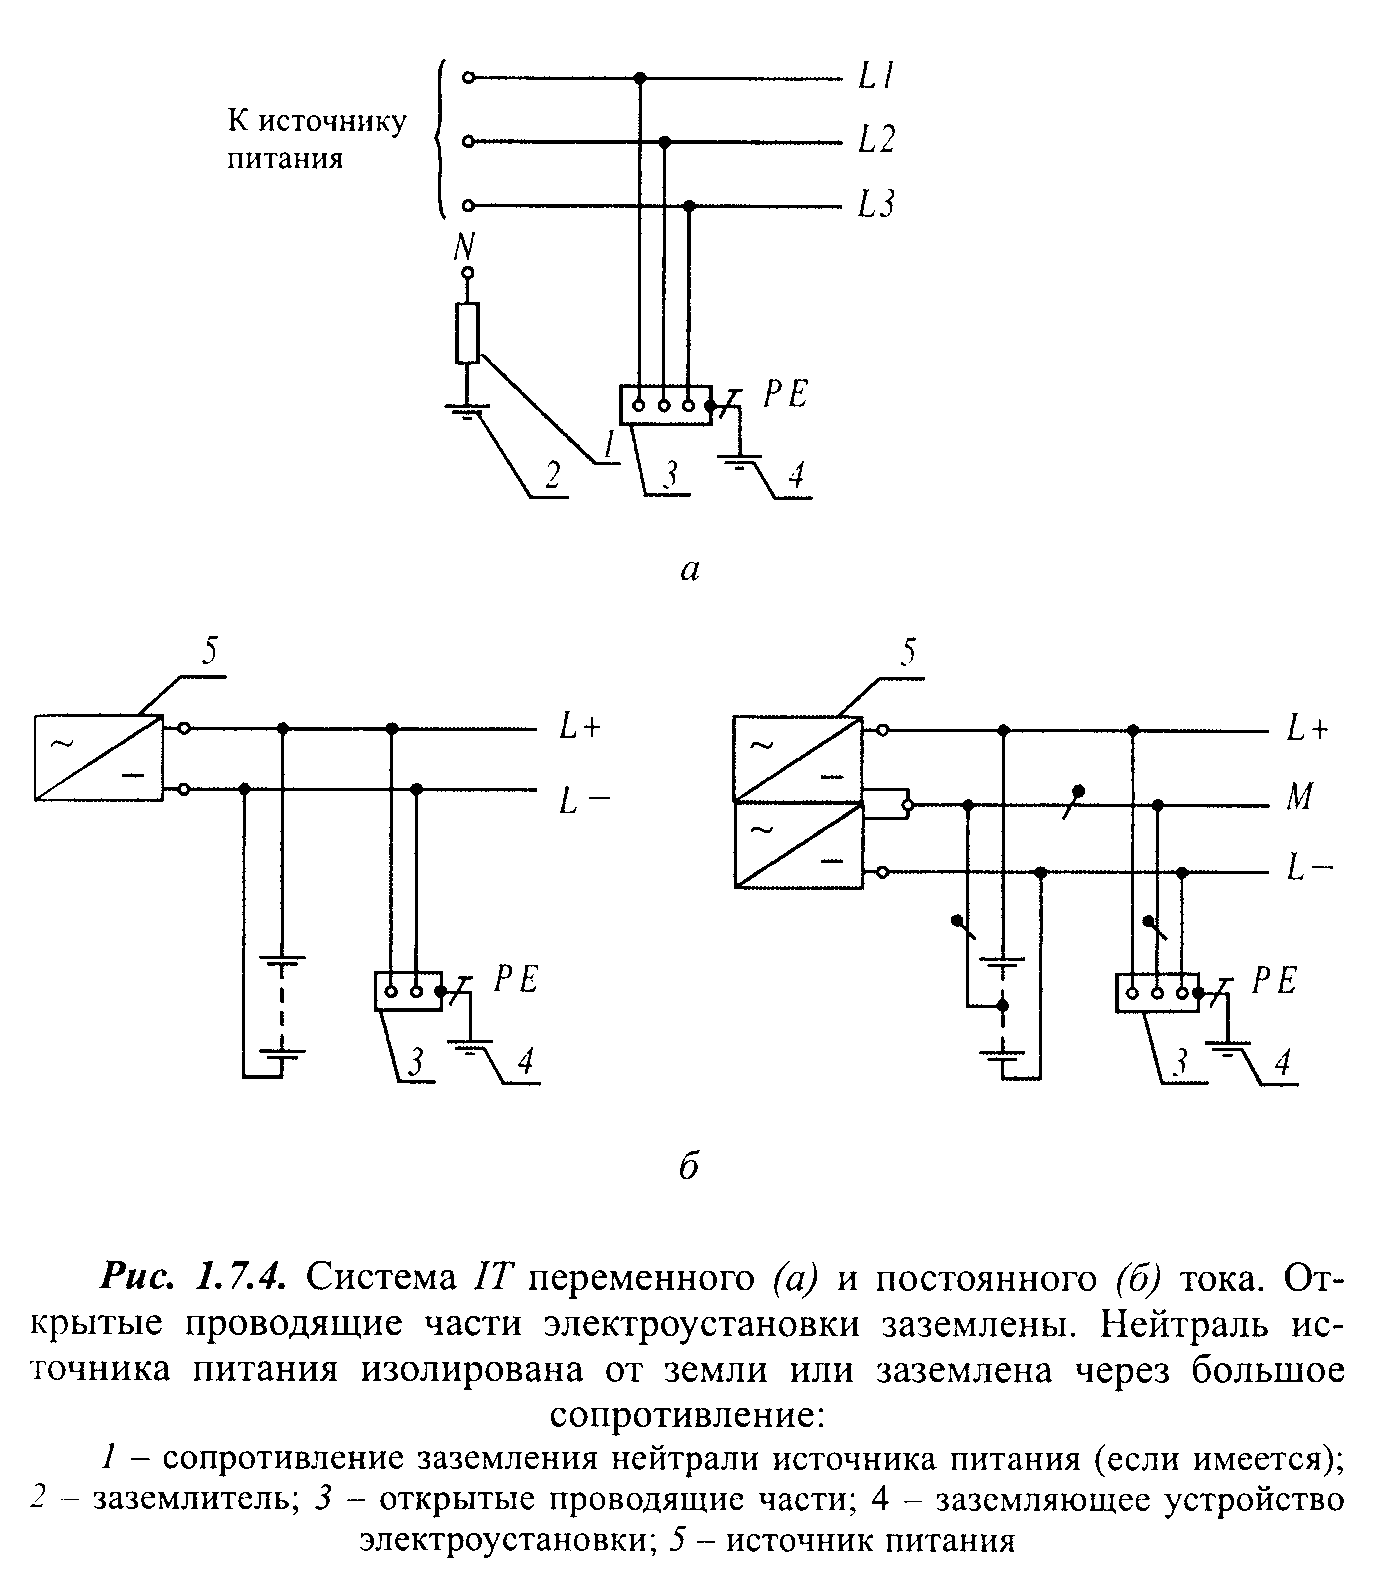 К источнику
питания
L1
L2
L3
N
PE
1
2
3
4
а
5
L+
L–
PE
3
4
5
L+
M
L–
PE
3
4
б
Рис. 1.7.4. Система IT переменного (а) и постоянного (б) тока. От-
крытые проводящие части электроустановки заземлены. Нейтраль ис-
точника питания изолирована от земли или заземлена через большое
сопротивление:
1 – сопротивление заземления нейтрали источника питания (если имеется);
2 – заземлитель; 3 – открытые проводящие части; 4 – заземляющее устройство
электроустановки; 5 – источник питания